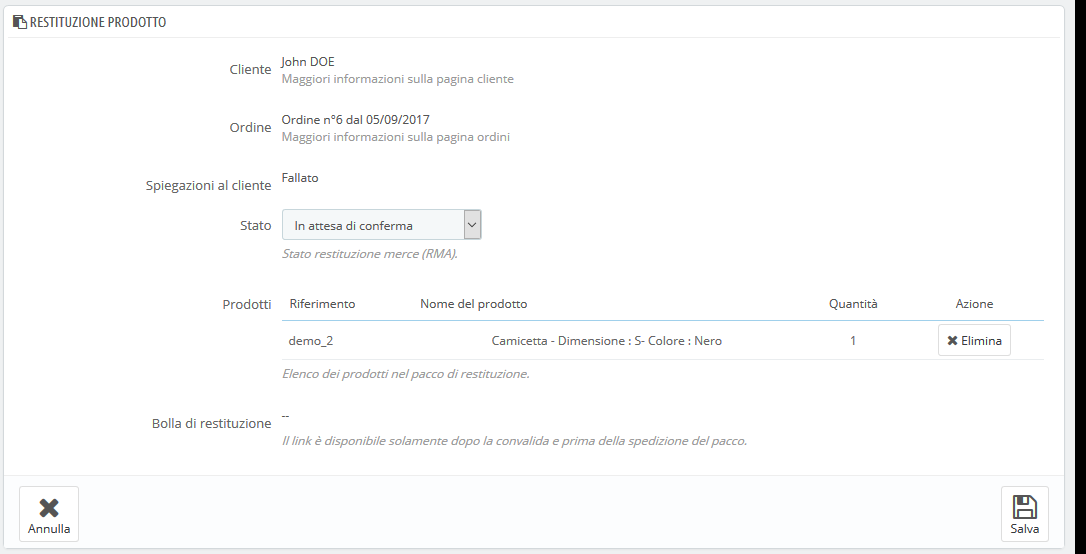 RESTITUZIONE PRODOTTO
Cliente
John DOE
Maggiori informazioni sulla pagina cliente
Ordine
Ordine n°6 dal 05/09/2017
Maggiori informazioni sulla pagina ordini
Spiegazioni al cliente
Fallato
Stato
In attesa di conferma
Stato restituzione merce (RMA).
Prodotti
Riferimento Nome del prodotto Quantità Azione
demo_2 Camicetta - Dimensione : S- Colore : Nero 1 Elimina
Elenco dei prodotti nel pacco di restituzione.
Bolla di restituzione
--
Il link è disponibile solamente dopo la convalida e prima della spedizione del pacco.
Annulla Salva